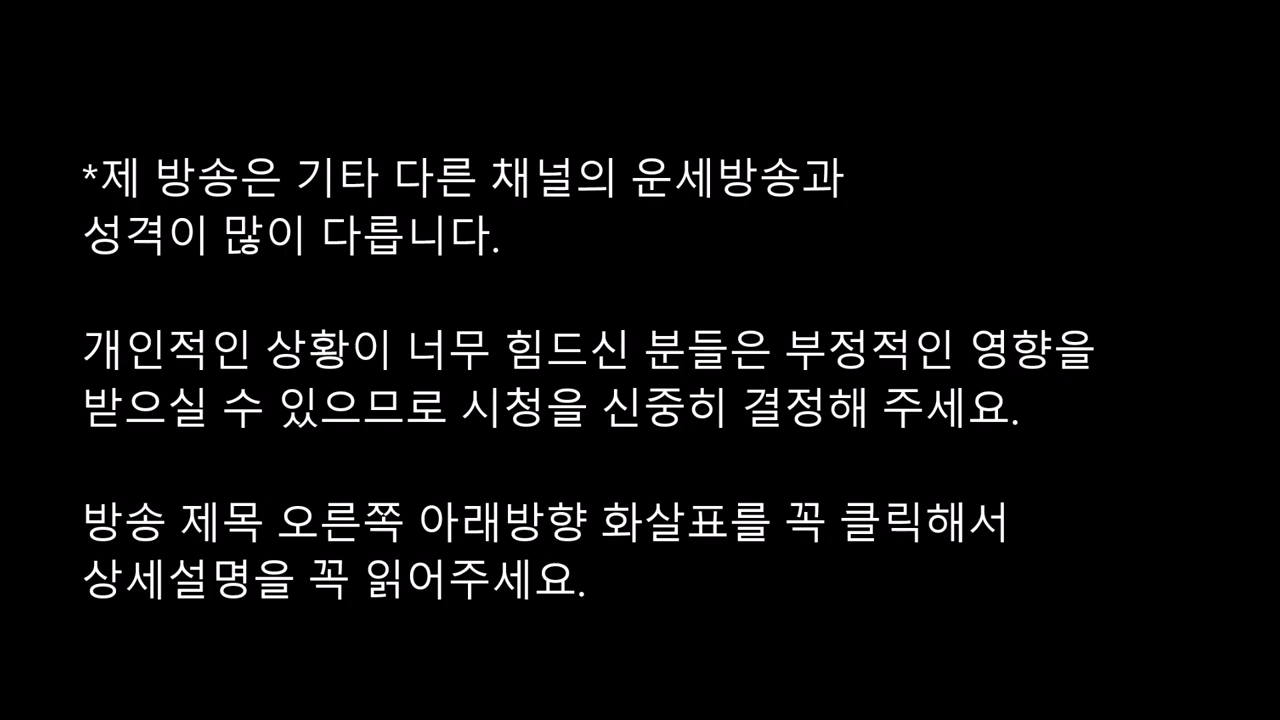 *제 방송은 기타 다른 채널의 운세방송과
성격이 많이 다릅니다.
개인적인 상황이 너무 힘드신 분들은 부정적인 영향을
받으실 수 있으므로 시청을 신중히 결정해 주세요.
방송 제목 오른쪽 아래방향 화살표를 꼭 클릭해서
상세설명을 꼭 읽어주세요.